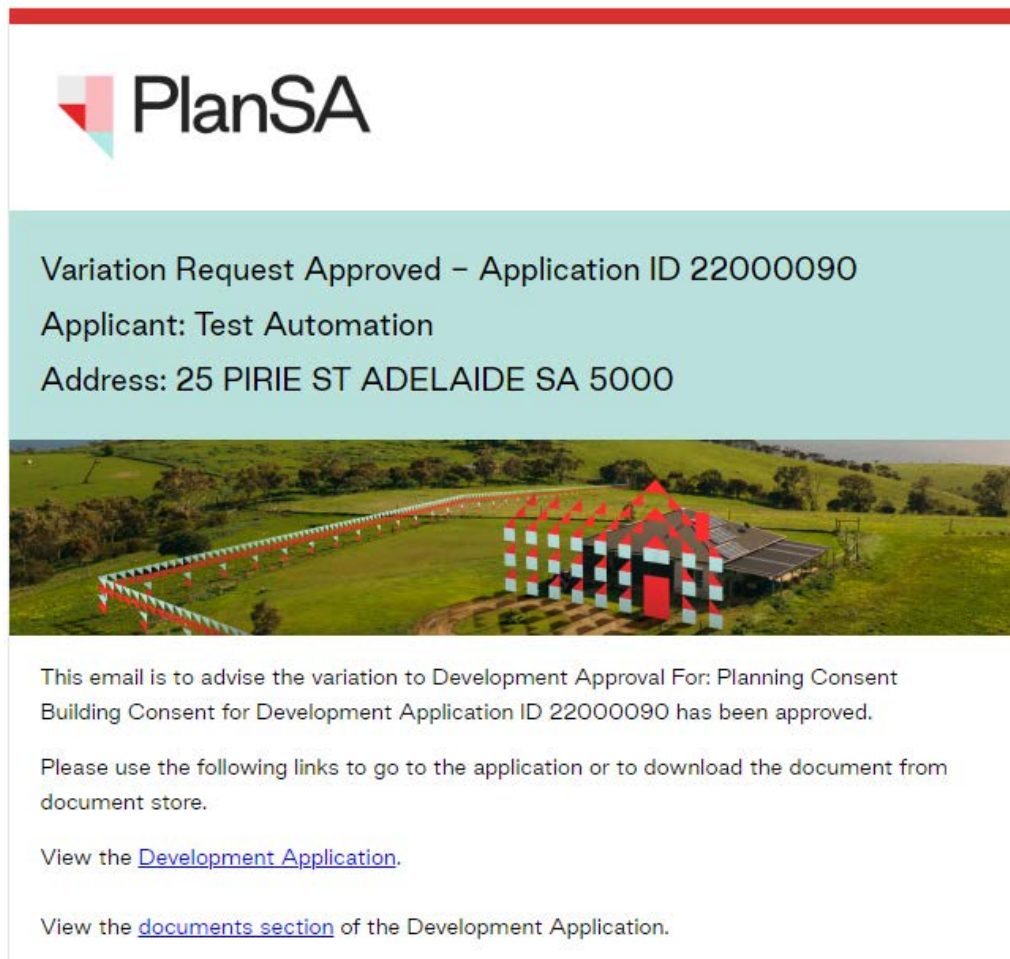 PlanSA
Variation Request Approved – Application ID 22000090
Applicant: Test Automation
Address: 25 PIRIE ST ADELAIDE SA 5000
This email is to advise the variation to Development Approval For: Planning Consent
Building Consent for Development Application ID 22000090 has been approved.
Please use the following links to go to the application or to download the document from
document store.
View the Development Application.
View the documents section of the Development Application.